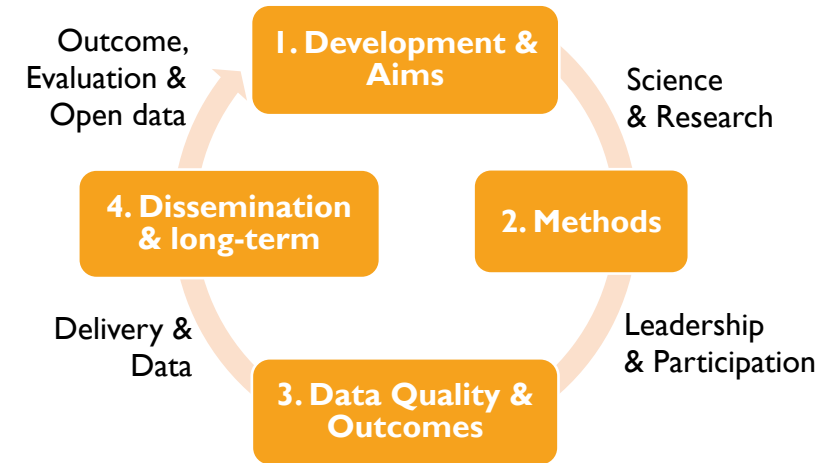 1. Development &
Aims
Science
& Research
2. Methods
Leadership
& Participation
3. Data Quality &
Outcomes
Delivery &
Data
4. Dissemination
& long-term
Outcome,
Evaluation &
Open data